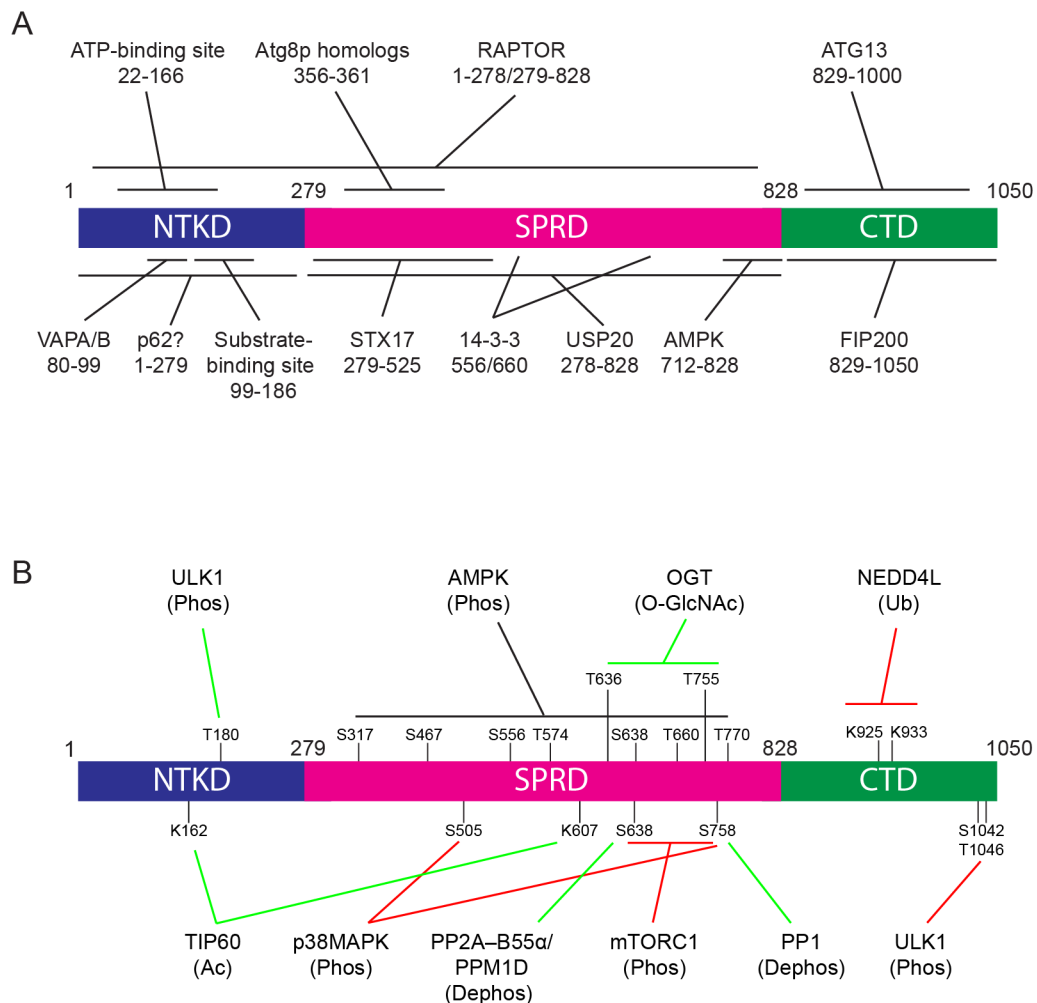 A
ATP-binding site
22-166
Atg8p homologs
356-361
RAPTOR
1-278/279-828
ATG13
829-1000
1
279
828
1050
NTKD
SPRD
CTD
VAPA/B
80-99
p62?
1-279
Substrate-
binding site
99-186
STX17
279-525
14-3-3
556/660
USP20
278-828
AMPK
712-828
FIP200
829-1050
B
ULK1
(Phos)
AMPK
(Phos)
OGT
(O-GlcNAc)
NEDD4L
(Ub)
T636
T755
1
T180
279
S317
S467
S556
T574
S638
T660
T770
828
K925
K933
1050
NTKD
SPRD
CTD
K162
S505
K607
S638
S758
S1042
T1046
TIP60
(Ac)
p38MAPK
(Phos)
PP2A–B55α/
PPM1D
(Dephos)
mTORC1
(Phos)
PP1
(Dephos)
ULK1
(Phos)